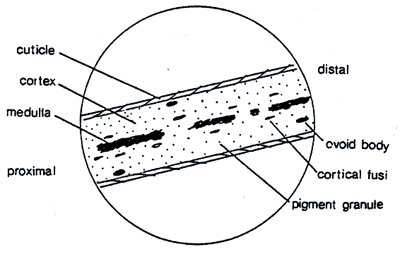 cuticle
cortex
medulla
proximal
distal
ovoid body
cortical fusi
pigment granule